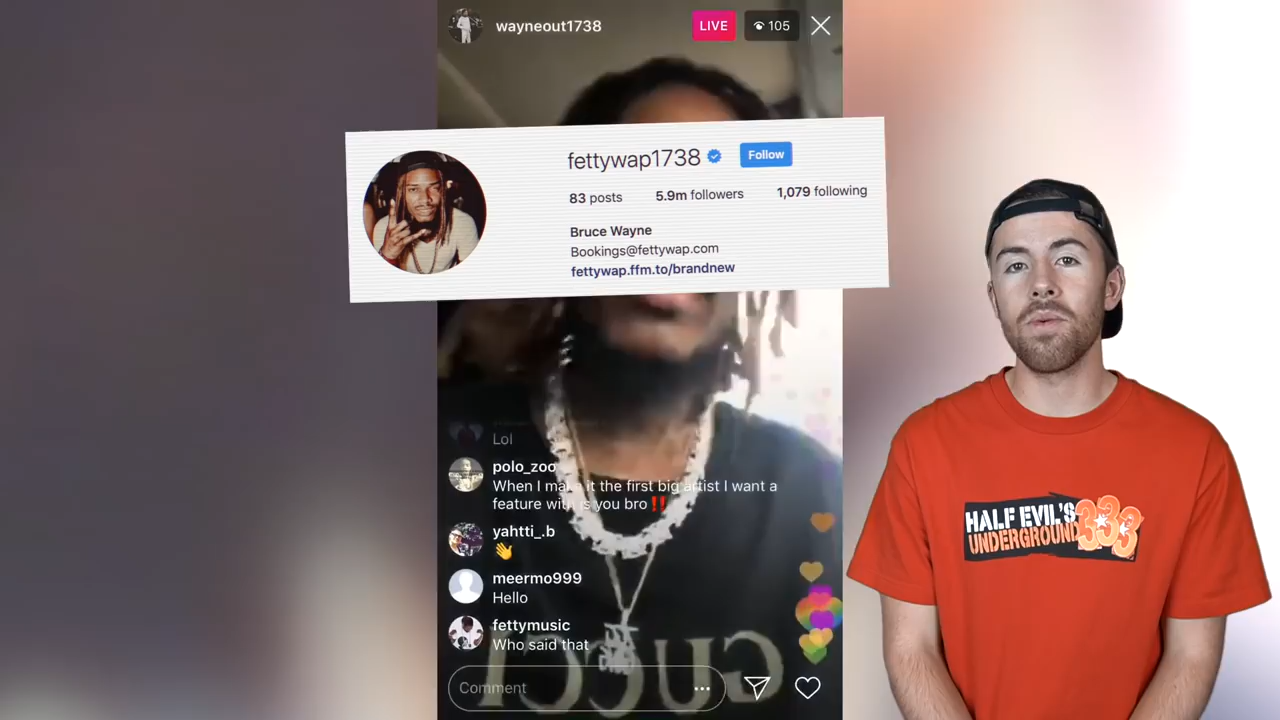 wayneout1738
LIVE
105
fettywap1738
Follow
83 posts 5.9m followers 1,079 following
Bruce Wayne
Bookings@fettywap.com
fettywap.ffm.to/brandnew
Lol
polo_zoo
When I make it the first big artist I want a
feature with is you bro‼️
yahtti_.b
👋
meermo999
Hello
fettymusic
Who said that
Comment
GUCCI
HALF EVIL'S
UNDERGROUND
333